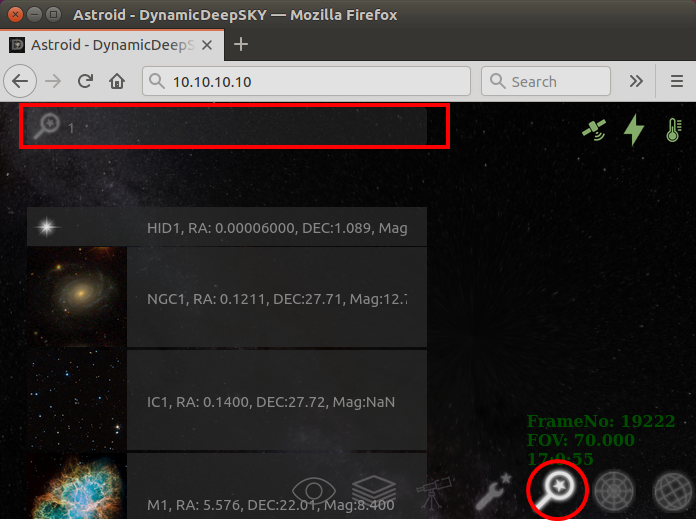 Astroid - DynamicDeepSKY — Mozilla Firefox
Astroid - DynamicDeepS
10.10.10.10
Search
1
HID1, RA: 0.00006000, DEC:1.089, Mag
NGC1, RA: 0.1211, DEC:27.71, Mag:12.7
IC1, RA: 0.1400, DEC:27.72, Mag:NaN
FrameNo: 19222
FOV: 70.000
17:9:55
M1, RA: 5.576, DEC:22.01, Mag:8.400